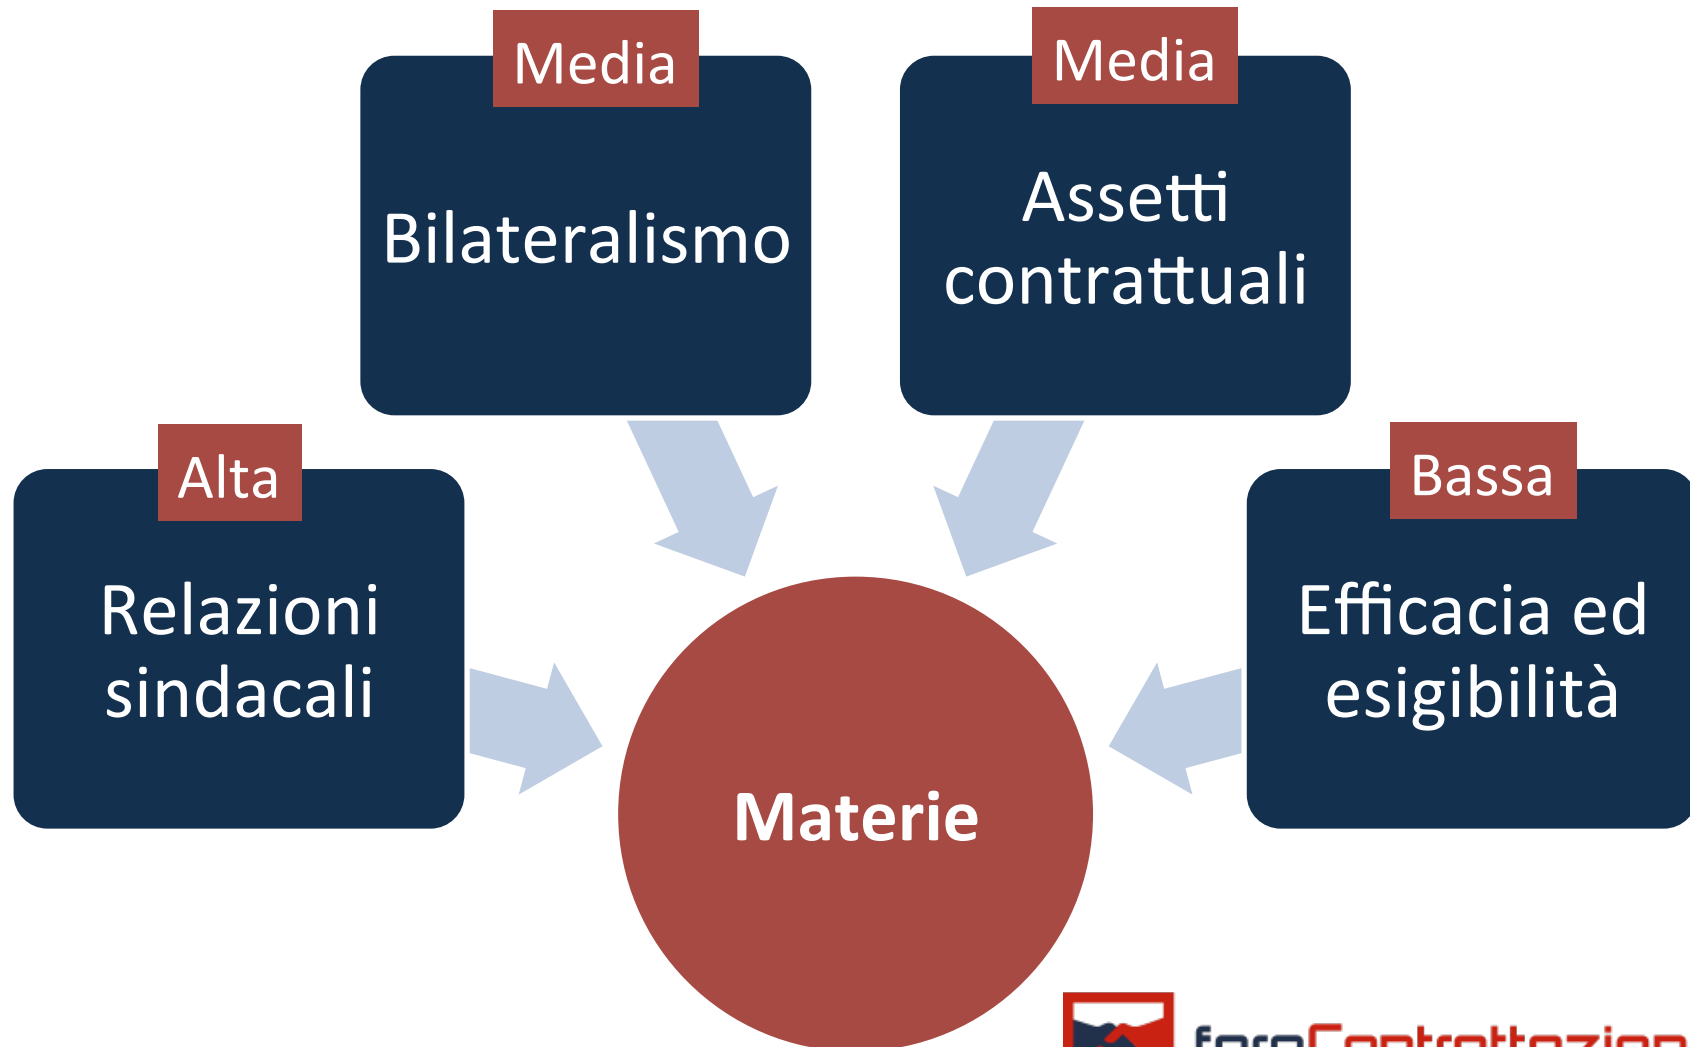 Media
Bilateralismo
Media
Assetti
contrattuali
Alta
Relazioni
sindacali
Bassa
Efficacia ed
esigibilità
Materie